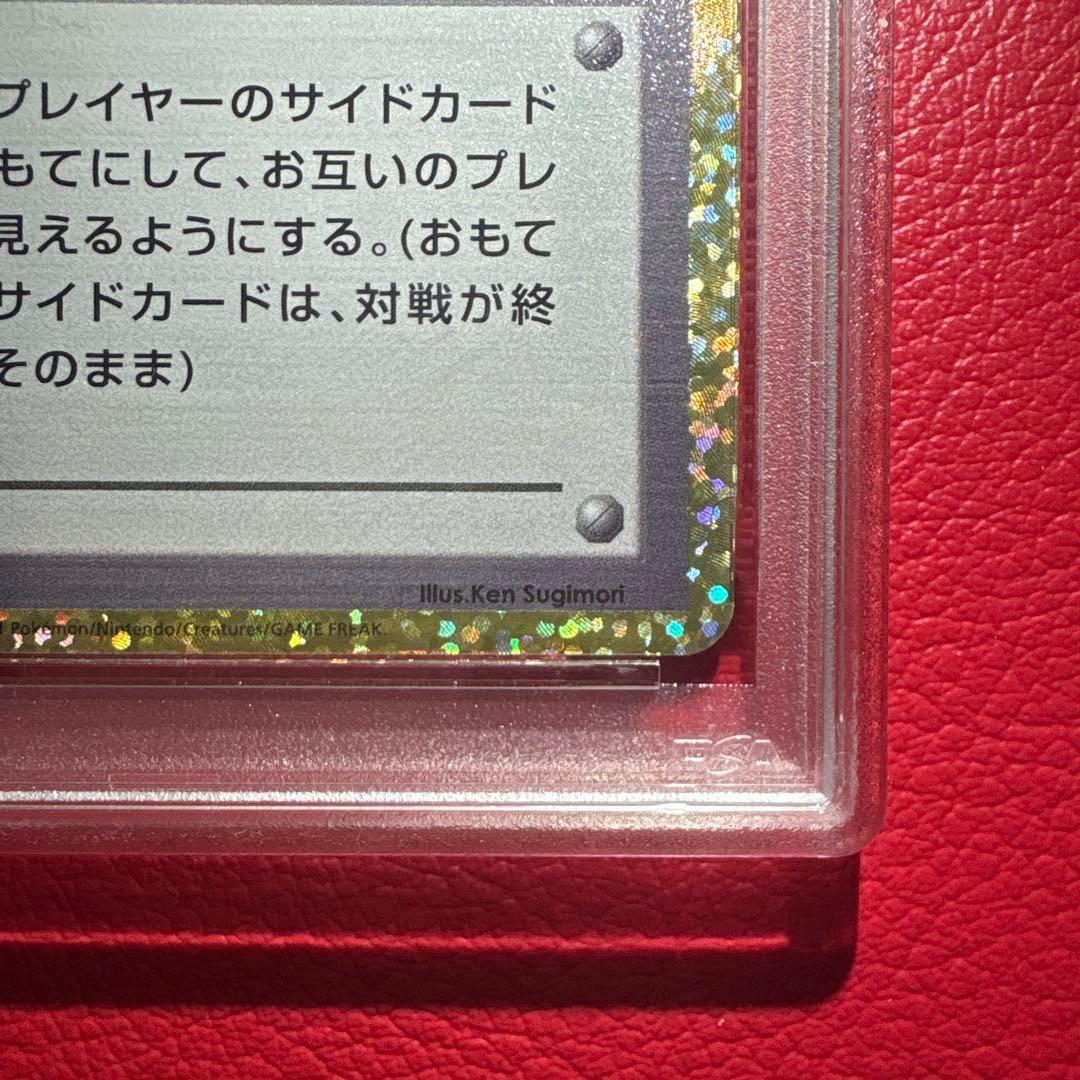 プレイヤーのサイドカード
もてにして、お互いのプレ
見えるようにする。(おもて
サイドカードは、対戦が終
そのまま)
Illus.Ken Sugimori
Pokémon/Nintendo/Creatures/GAME FREAK.
PSA